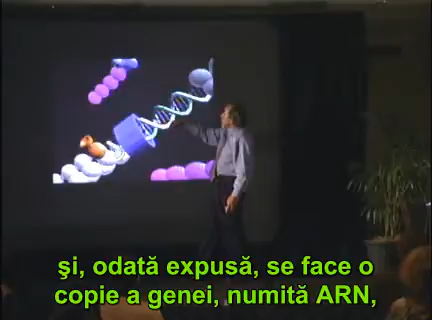 şi, odată expusă, se face o
copie a genei, numită ARN,